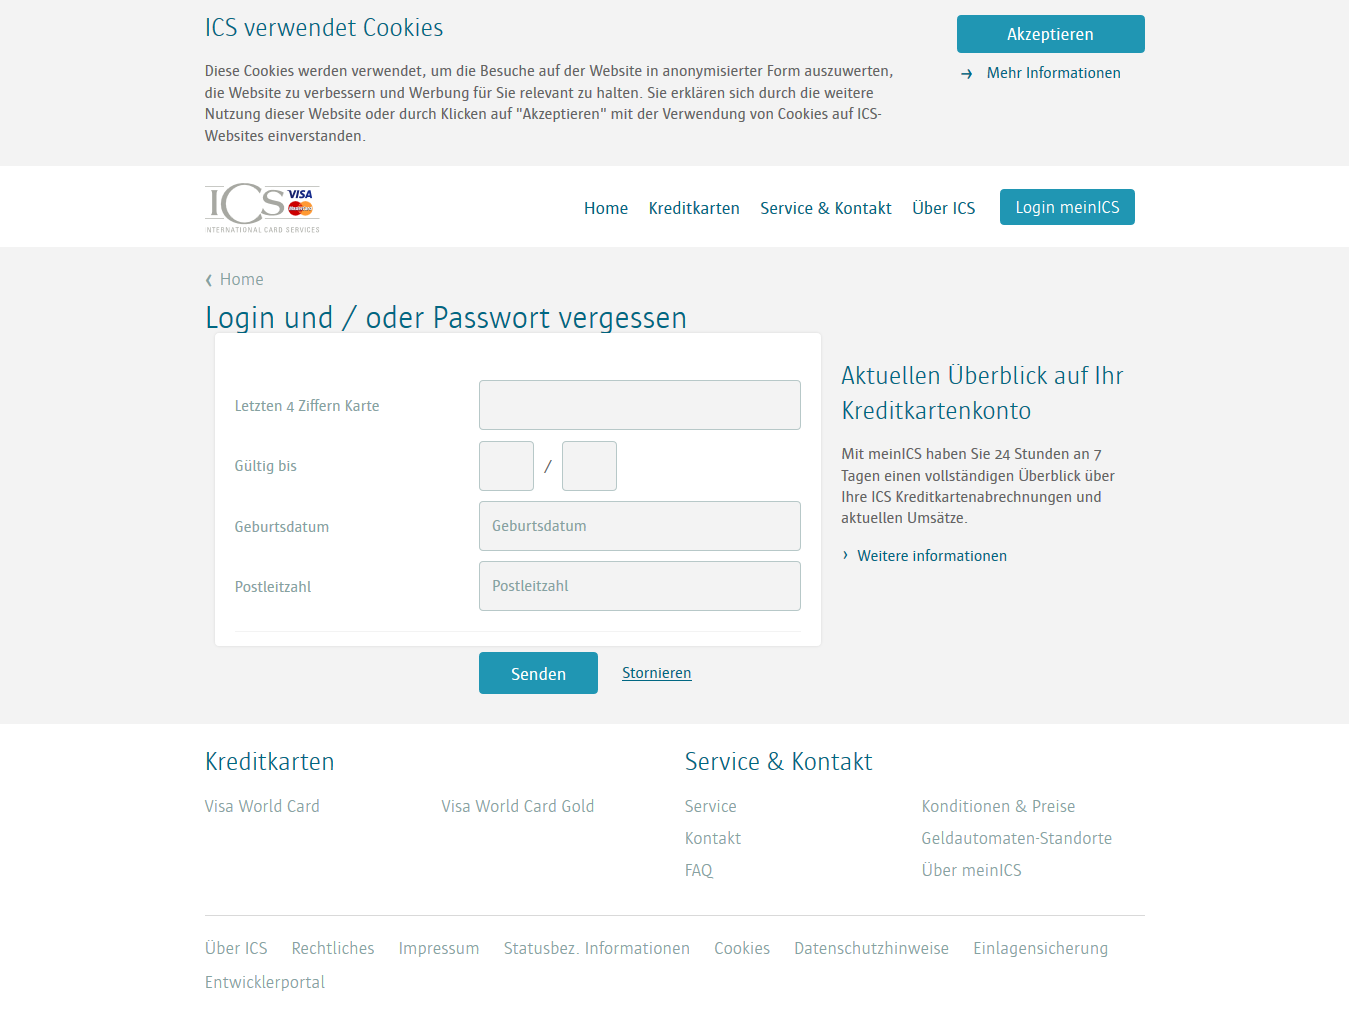 ICS verwendet Cookies
Akzeptieren
Diese Cookies werden verwendet, um die Besuche auf der Website in anonymisierter Form auszuwerten,
die Website zu verbessern und Werbung für Sie relevant zu halten. Sie erklären sich durch die weitere
Nutzung dieser Website oder durch Klicken auf "Akzeptieren" mit der Verwendung von Cookies auf ICS-
Websites einverstanden.
→ Mehr Informationen
ICS VISA MasterCard
INTERNATIONAL CARD SERVICES
Home Kreditkarten Service & Kontakt Über ICS Login meinICS
Home
Login und / oder Passwort vergessen
Letzten 4 Ziffern Karte
Gültig bis /
Geburtsdatum Geburtsdatum
Postleitzahl Postleitzahl
Senden Stornieren
Aktuellen Überblick auf Ihr
Kreditkartenkonto
Mit meinICS haben Sie 24 Stunden an 7
Tagen einen vollständigen Überblick über
Ihre ICS Kreditkartenabrechnungen und
aktuellen Umsätze.
Weitere informationen
Kreditkarten
Visa World Card Visa World Card Gold
Service & Kontakt
Service Konditionen & Preise
Kontakt Geldautomaten-Standorte
FAQ Über meinICS
Über ICS Rechtliches Impressum Statusbez. Informationen Cookies Datenschutzhinweise Einlagensicherung
Entwicklerportal